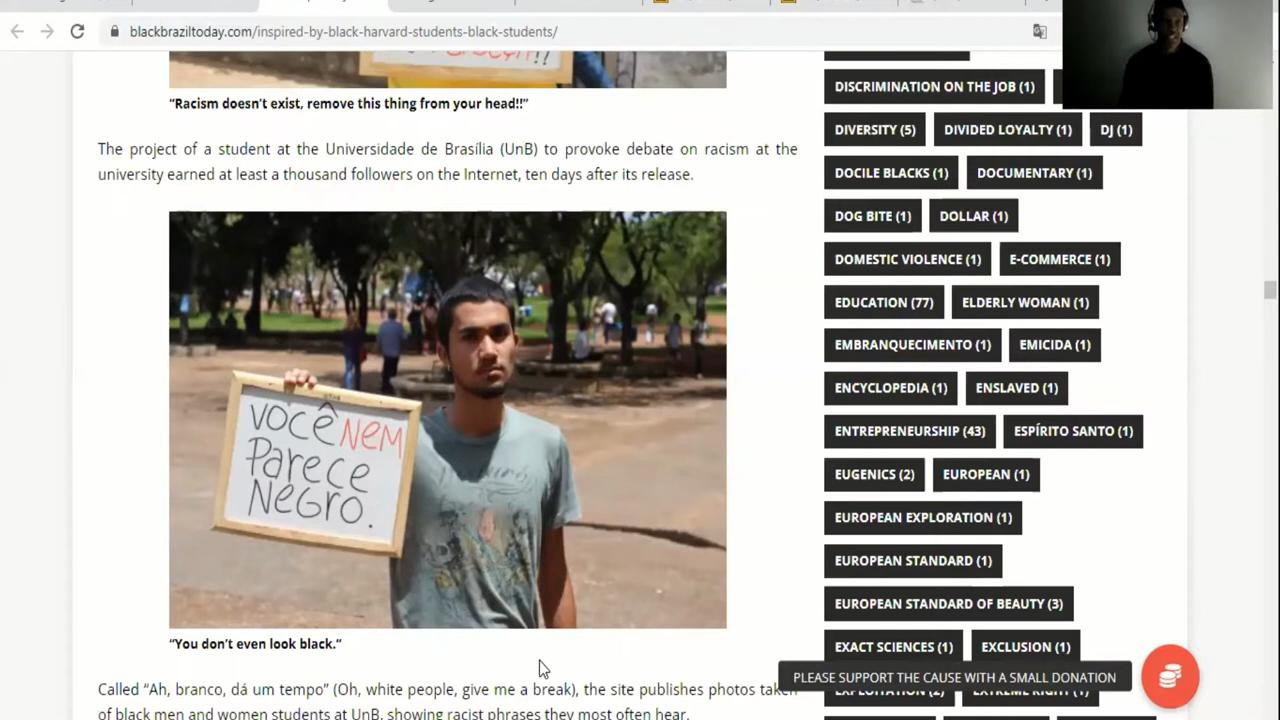 blackbraziltoday.com/inspired-by-black-harvard-students-black-students/
"Racism doesn't exist, remove this thing from your head!!"
The project of a student at the Universidade de Brasília (UnB) to provoke debate on racism at the
university earned at least a thousand followers on the Internet, ten days after its release.
VOCÊ NEM
PARECE
NEGRO.
"You don't even look black."
Called "Ah, branco, dá um tempo" (Oh, white people, give me a break), the site publishes photos taken
of black men and women students at UnB, showing racist phrases they most often hear.
DISCRIMINATION ON THE JOB (1)
DIVERSITY (5) DIVIDED LOYALTY (1) DJ (1)
DOCILE BLACKS (1) DOCUMENTARY (1)
DOG BITE (1) DOLLAR (1)
DOMESTIC VIOLENCE (1) E-COMMERCE (1)
EDUCATION (77) ELDERLY WOMAN (1)
EMBRANQUECIMENTO (1) EMICIDA (1)
ENCYCLOPEDIA (1) ENSLAVED (1)
ENTREPRENEURSHIP (43) ESPÍRITO SANTO (1)
EUGENICS (2) EUROPEAN (1)
EUROPEAN EXPLORATION (1)
EUROPEAN STANDARD (1)
EUROPEAN STANDARD OF BEAUTY (3)
EXACT SCIENCES (1) EXCLUSION (1)
PLEASE SUPPORT THE CAUSE WITH A SMALL DONATION
EXPLOITATION (2) EXTREME RIGHT (1)